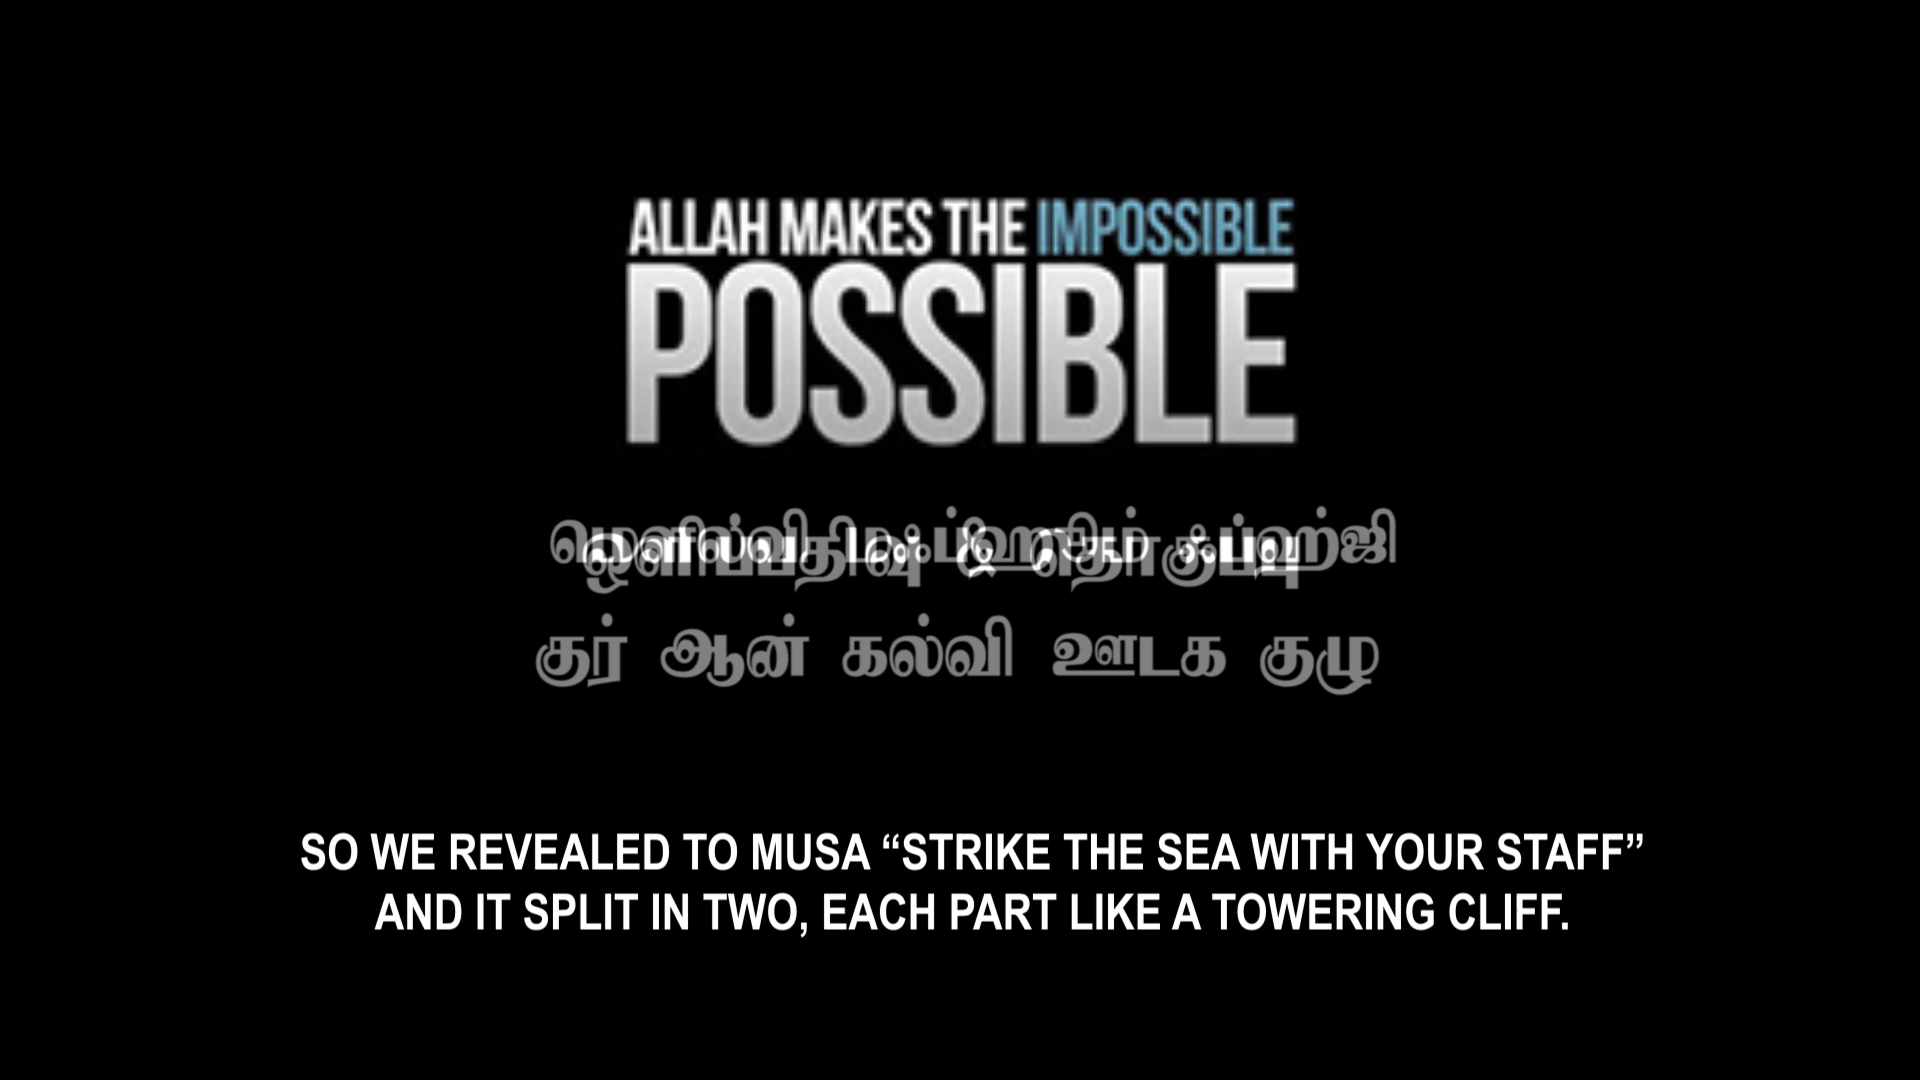 ALLAH MAKES THE IMPOSSIBLE
POSSIBLE
குர் ஆன் கல்வி ஊடக குழு
SO WE REVEALED TO MUSA “STRIKE THE SEA WITH YOUR STAFF”
AND IT SPLIT IN TWO, EACH PART LIKE A TOWERING CLIFF.